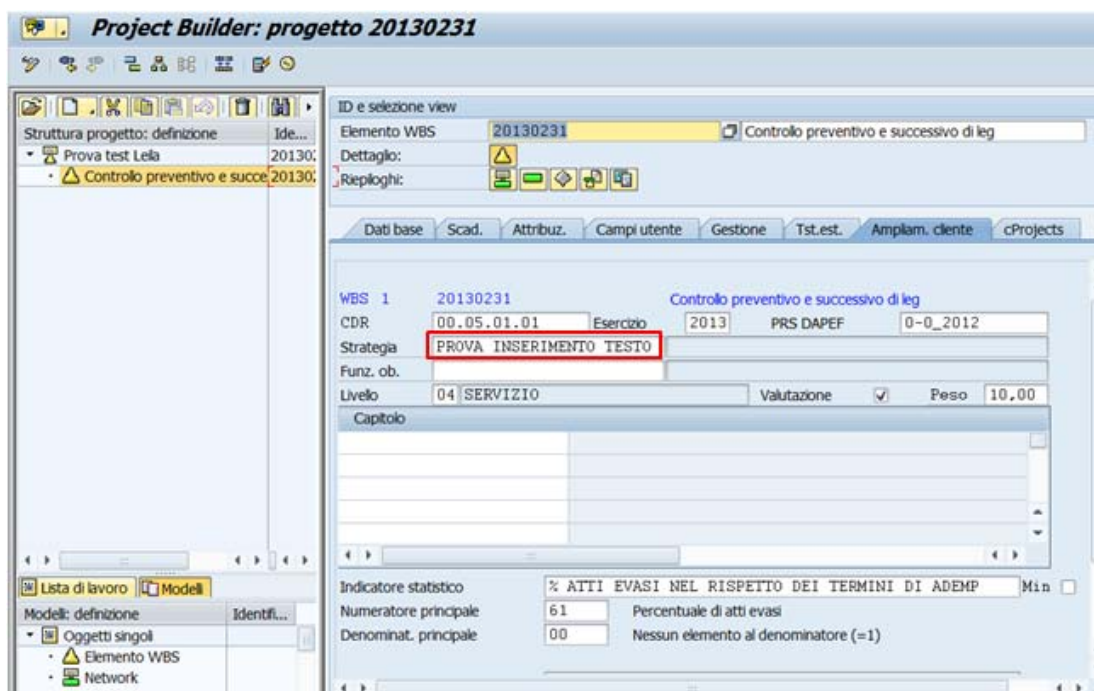 Project Builder: progetto 20130231
Struttura progetto: definizione Ide...
Prova test Leila 20130
Controllo preventivo e succe 20130
Lista di lavoro Modelli
Modelli: definizione Identifi...
Oggetti singoli
Elemento WBS
Network
ID e selezione view
Elemento WBS 20130231 Controllo preventivo e successivo di leg
Dettaglio:
Riepiloghi:
Dati base Scad. Attribuz. Campi utente Gestione Tst.est. Ampliam. cliente cProjects
WBS 1 20130231 Controllo preventivo e successivo di leg
CDR 00.05.01.01 Esercizio 2013 PRS DAPEF 0-0_2012
Strategia PROVA INSERIMENTO TESTO
Funz. ob.
Livello 04 SERVIZIO Valutazione Peso 10,00
Capitolo
Indicatore statistico % ATTI EVASI NEL RISPETTO DEI TERMINI DI ADEMP Min
Numeratore principale 61 Percentuale di atti evasi
Denominat. principale 00 Nessun elemento al denominatore (=1)